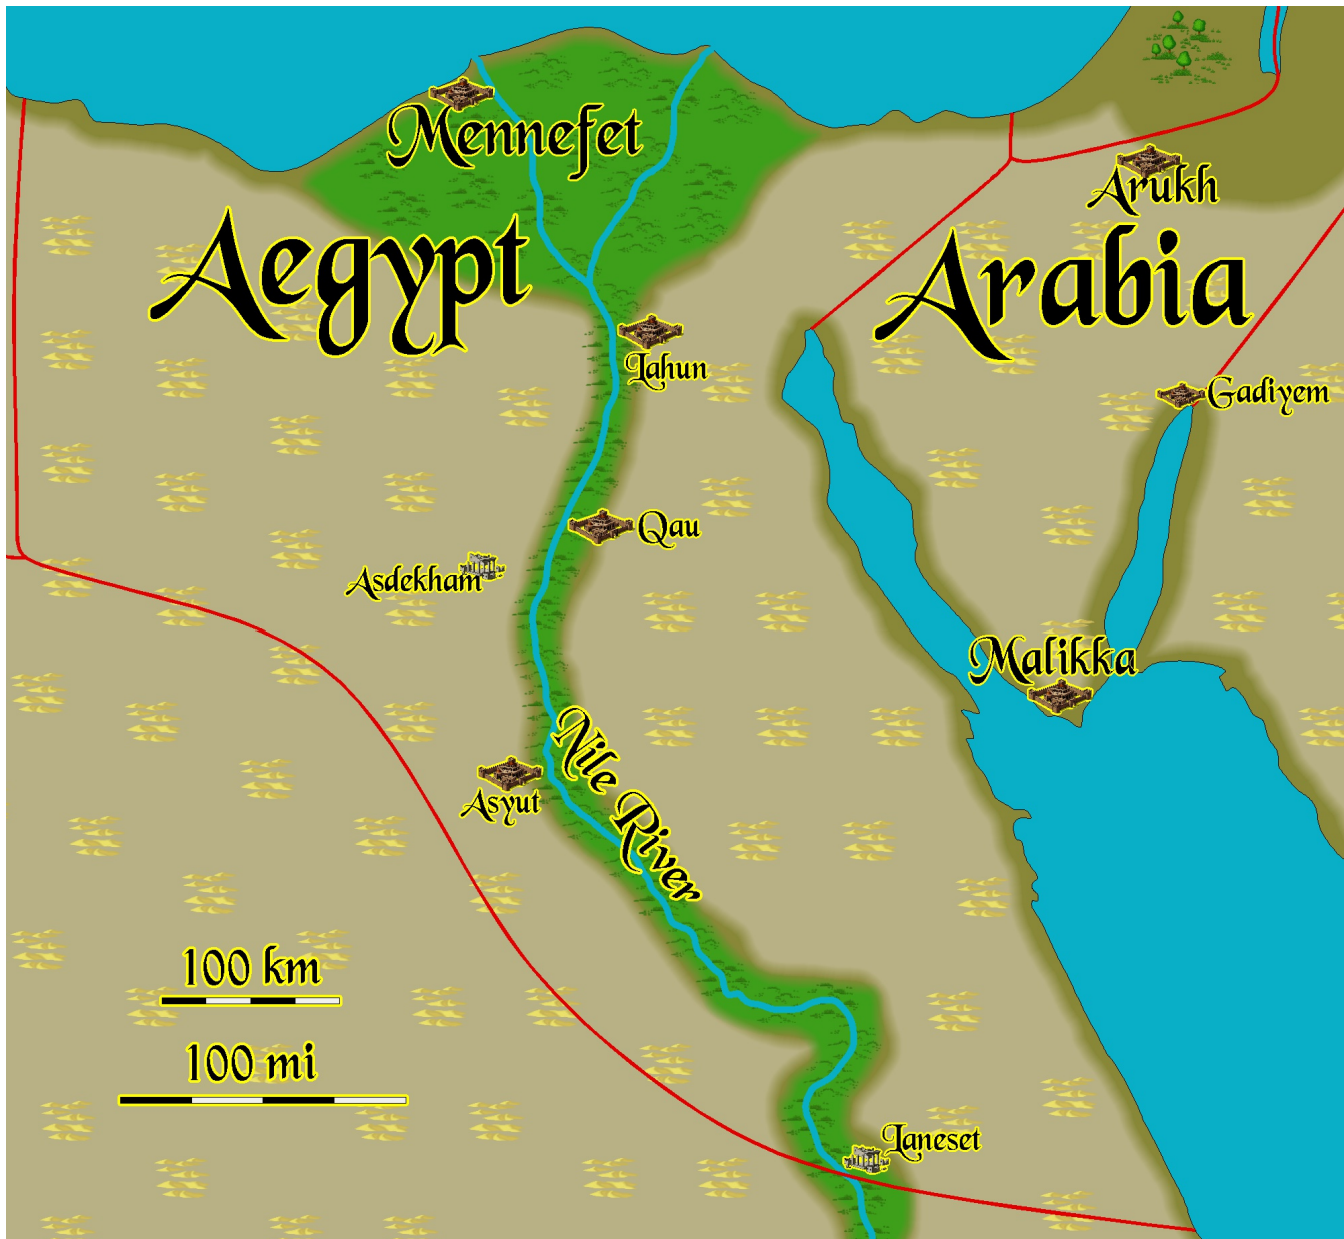 Mennefet
Arukh
Aegypt
Arabia
Lahun
Gadiyem
Qau
Asdekham
Malikka
Nile River
Asyut
100 km
100 mi
Laneset